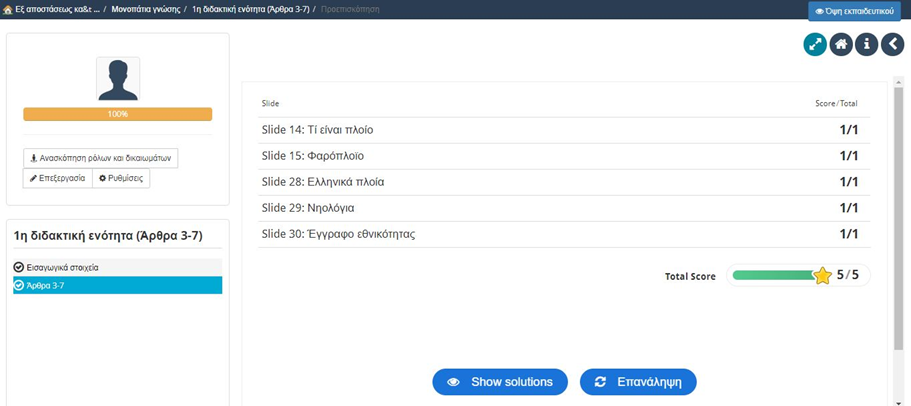 Εξ αποστάσεως κα&ε ... / Μονοπάτια γνώσης / 1η διδακτική ενότητα (Άρθρα 3-7) / Προεπισκόπηση
Όψη εκπαιδευτικού
100%
Ανασκόπηση ρόλων και δικαιωμάτων
Επεξεργασία
Ρυθμίσεις
1η διδακτική ενότητα (Άρθρα 3-7)
Εισαγωγικά στοιχεία
Άρθρα 3-7
Slide Score/Total
Slide 14: Τί είναι πλοίο 1/1
Slide 15: Φαρόπλοϊο 1/1
Slide 28: Ελληνικά πλοία 1/1
Slide 29: Νηολόγια 1/1
Slide 30: Έγγραφο εθνικότητας 1/1
Total Score 5/5
Show solutions
Επανάληψη